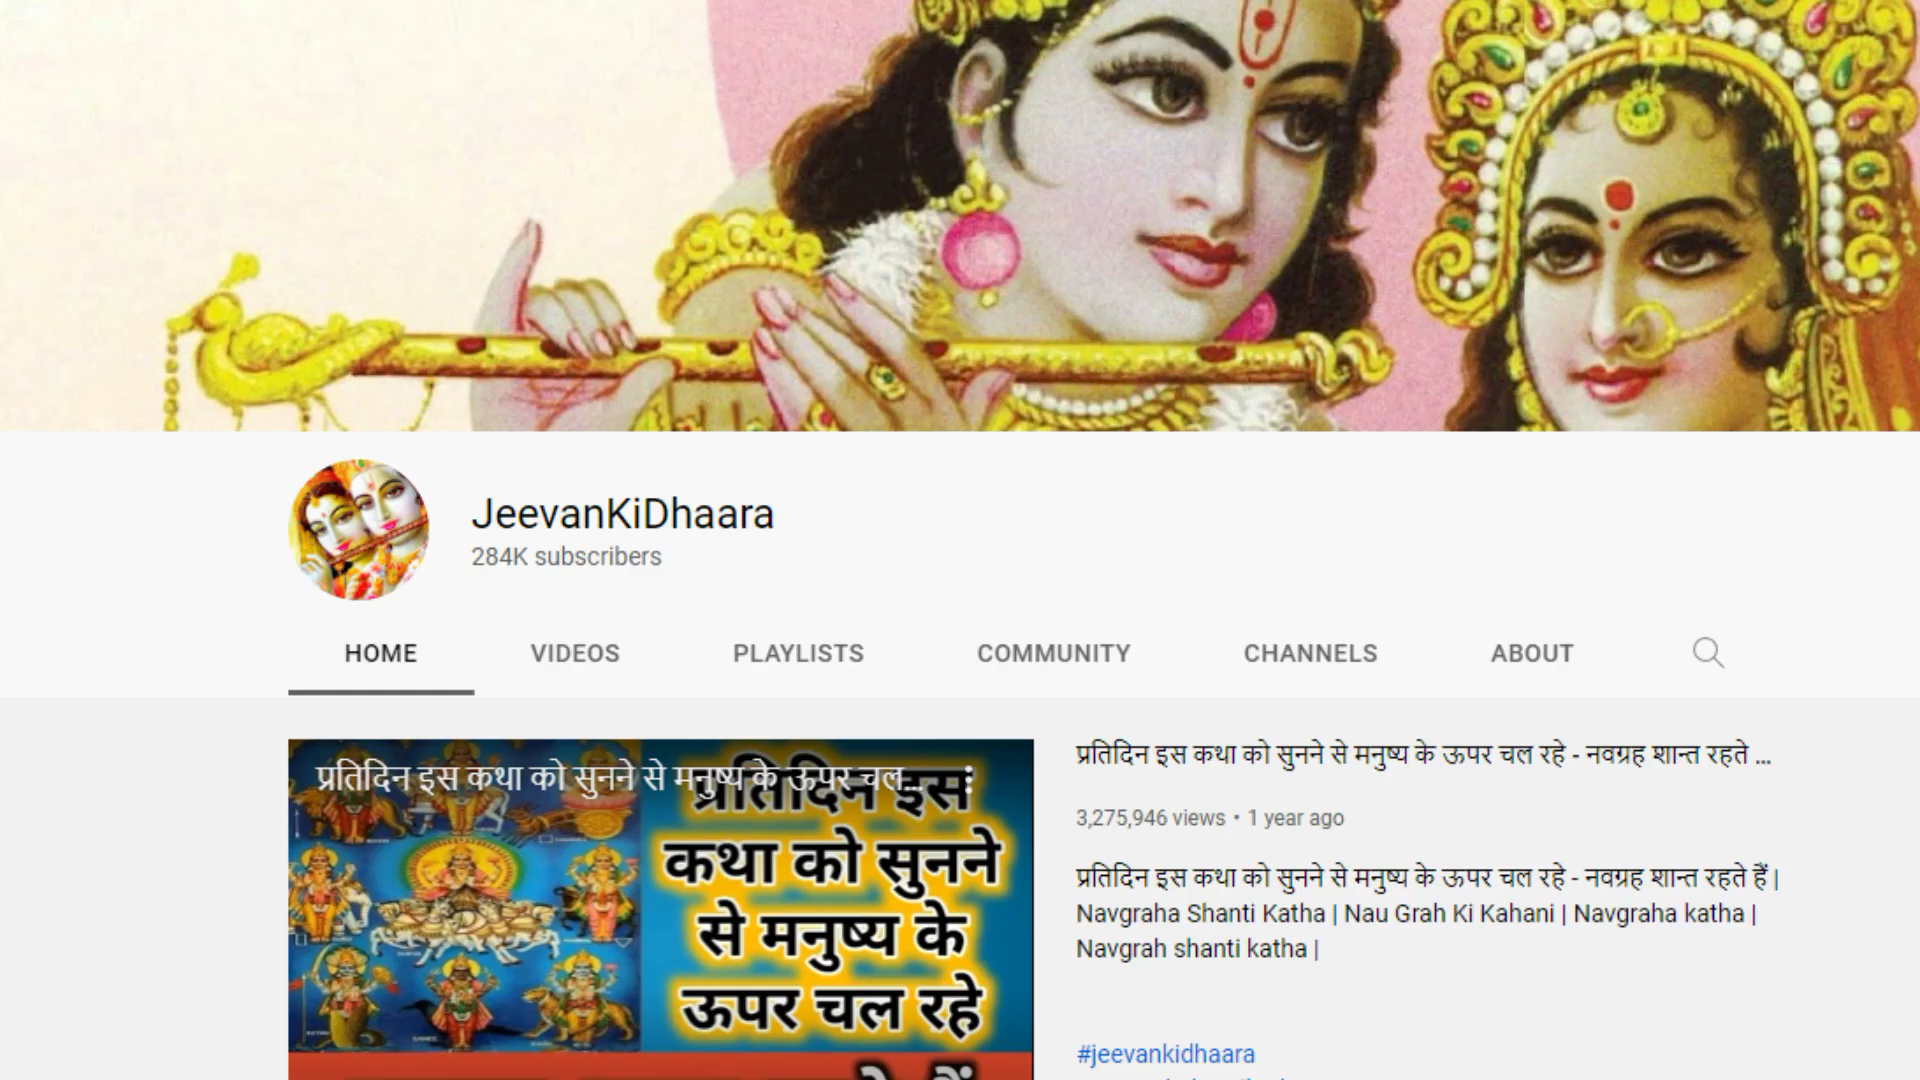 JeevanKiDhaara
284K subscribers
HOME VIDEOS PLAYLISTS COMMUNITY CHANNELS ABOUT
प्रतिदिन इस कथा को सुनने से मनुष्य के ऊपर चल...
प्रतिदिन इस
कथा को सुनने
से मनुष्य के
ऊपर चल रहे
प्रतिदिन इस कथा को सुनने से मनुष्य के ऊपर चल रहे - नवग्रह शान्त रहते ...
3,275,946 views • 1 year ago
प्रतिदिन इस कथा को सुनने से मनुष्य के ऊपर चल रहे - नवग्रह शान्त रहते हैं |
Navgraha Shanti Katha | Nau Grah Ki Kahani | Navgraha katha |
Navgrah shanti katha |
#jeevankidhaara